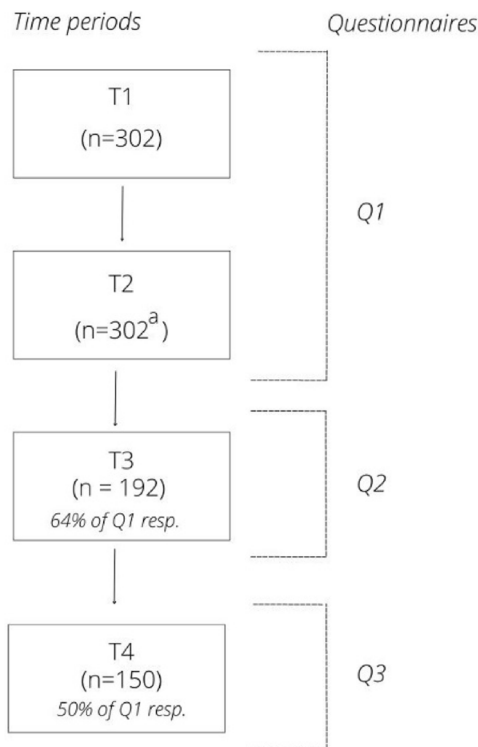 Time periods
Questionnaires
T1
(n=302)
Q1
T2
(n=302ᵃ)
T3
(n = 192)
64% of Q1 resp.
Q2
T4
(n=150)
50% of Q1 resp.
Q3